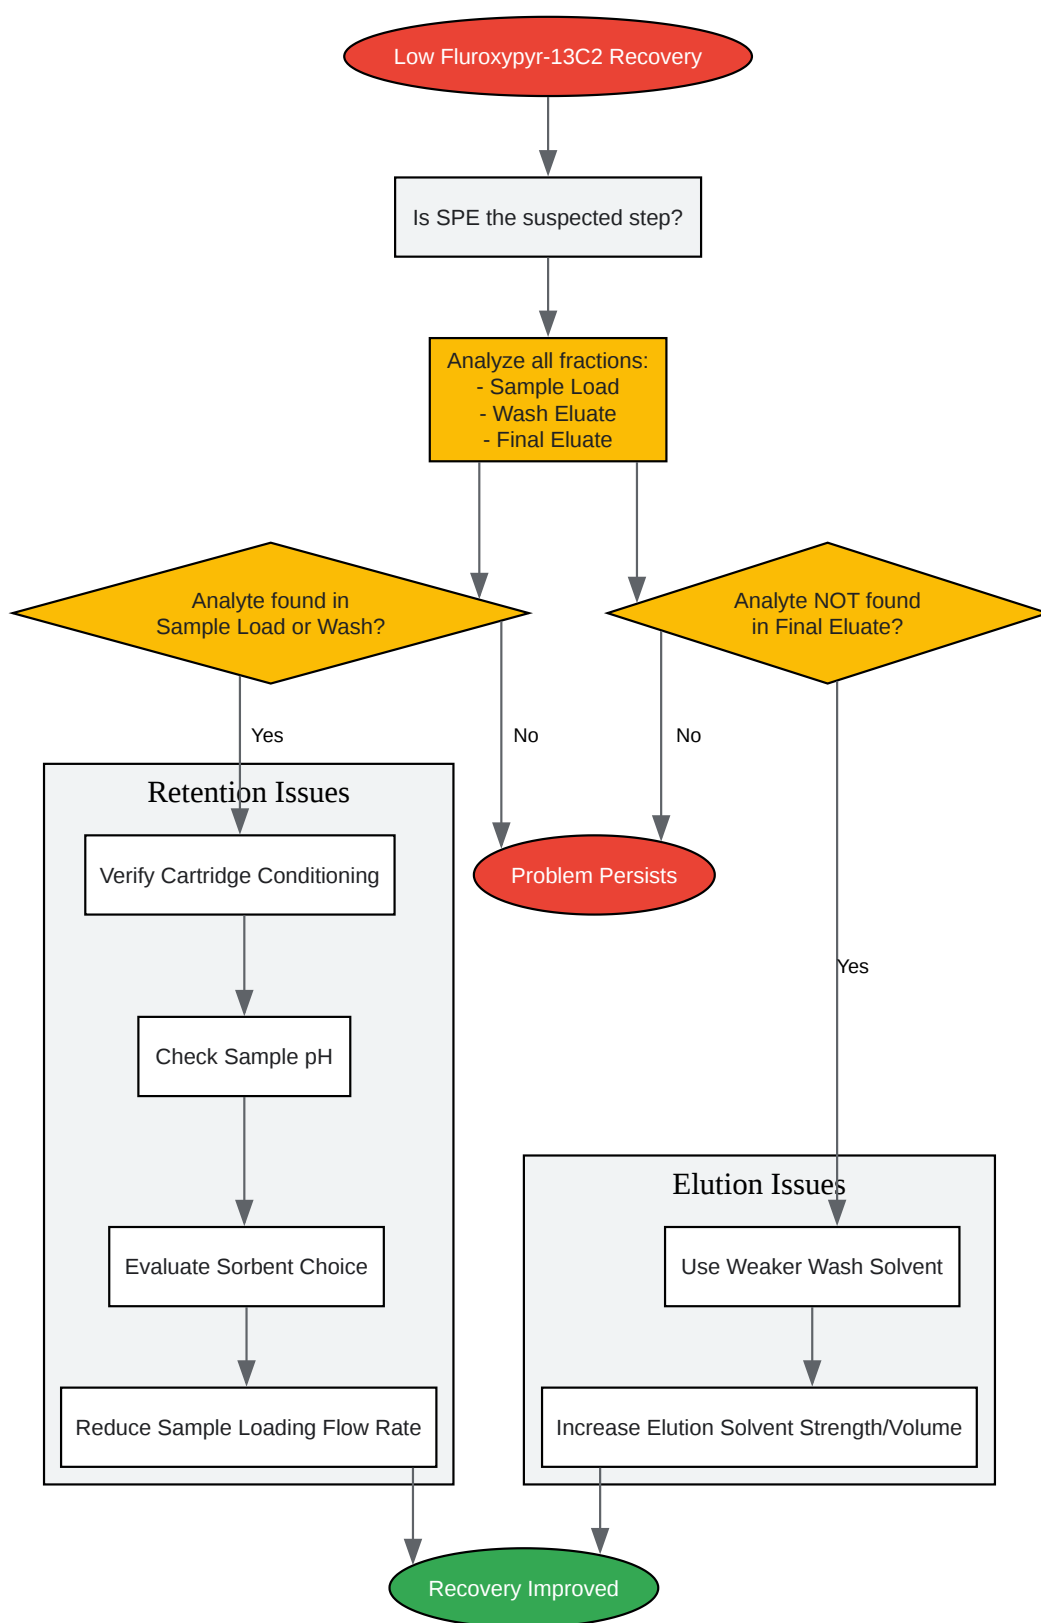 Low Fluroxypyr-13C2 Recovery
Is SPE the suspected step?
Analyze all fractions:
- Sample Load
- Wash Eluate
- Final Eluate
Analyte found in
Sample Load or Wash?
Analyte NOT found
in Final Eluate?
Yes
No
No
Retention Issues
Verify Cartridge Conditioning
Problem Persists
Yes
Check Sample pH
Elution Issues
Evaluate Sorbent Choice
Use Weaker Wash Solvent
Reduce Sample Loading Flow Rate
Increase Elution Solvent Strength/Volume
Recovery Improved